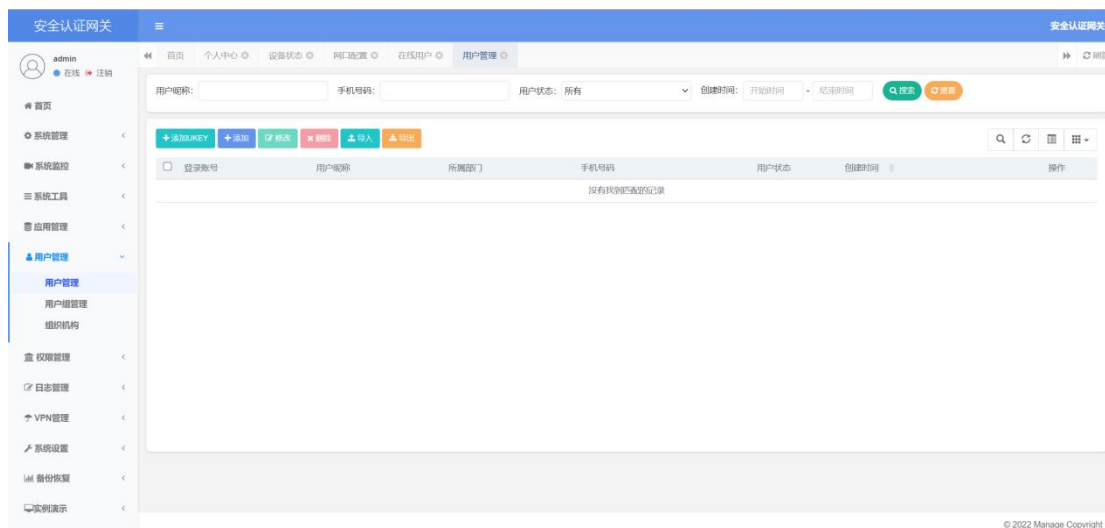 安全认证网关
安全认证网关
admin
在线 注销
首页 个人中心 设备状态 网口配置 在线用户 用户管理
用户昵称: 手机号码: 用户状态: 所有 创建时间: 开始时间 - 结束时间 搜索 重置
添加UKEY 添加 修改 删除 导入 导出
登录账号 用户昵称 所属部门 手机号码 用户状态 创建时间 操作
没有找到匹配的记录
首页
系统管理
系统监控
系统工具
应用管理
用户管理
用户管理
用户组管理
组织机构
权限管理
日志管理
VPN管理
系统设置
备份恢复
实例演示
© 2022 Manage Copyright